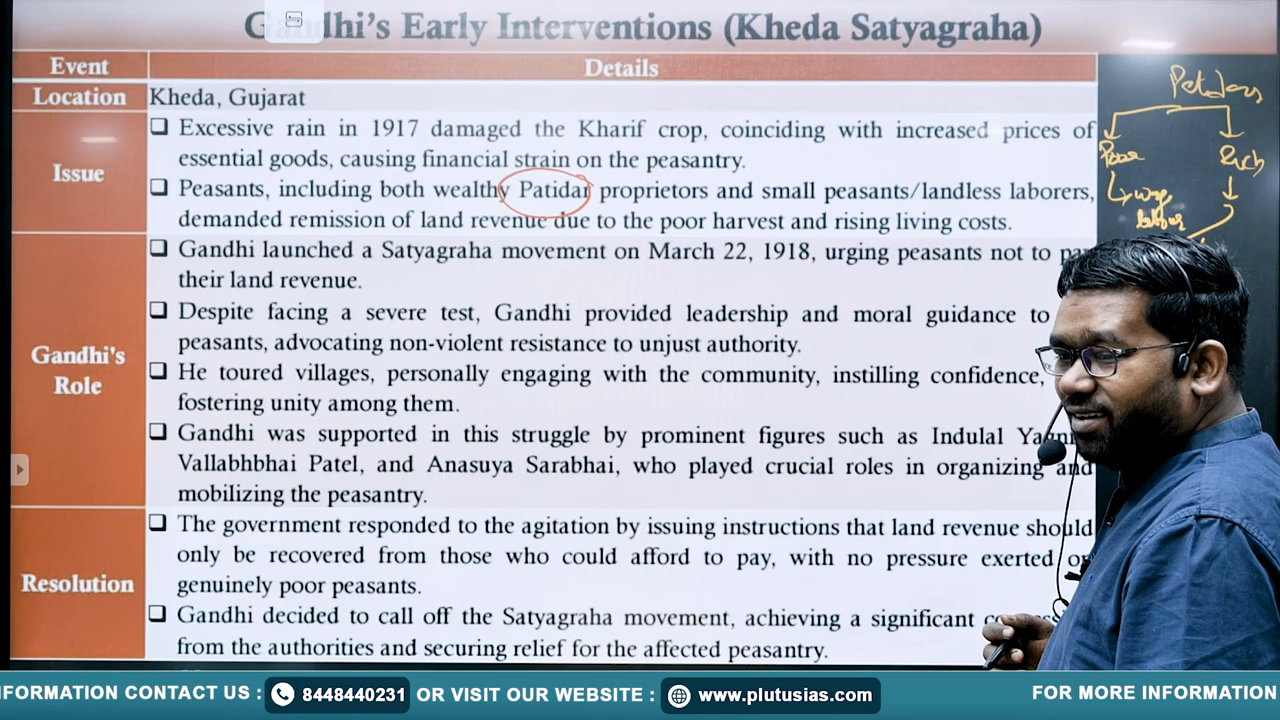 Gandhi's Early Interventions (Kheda Satyagraha)
Event
Details
Location
Kheda, Gujarat
Issue
❑ Excessive rain in 1917 damaged the Kharif crop, coinciding with increased prices of
essential goods, causing financial strain on the peasantry.
❑ Peasants, including both wealthy Patidar proprietors and small peasants/landless laborers,
demanded remission of land revenue due to the poor harvest and rising living costs.
Gandhi's
Role
❑ Gandhi launched a Satyagraha movement on March 22, 1918, urging peasants not to pay
their land revenue.
❑ Despite facing a severe test, Gandhi provided leadership and moral guidance to
peasants, advocating non-violent resistance to unjust authority.
❑ He toured villages, personally engaging with the community, instilling confidence,
fostering unity among them.
❑ Gandhi was supported in this struggle by prominent figures such as Indulal Yagnik
Vallabhbhai Patel, and Anasuya Sarabhai, who played crucial roles in organizing and
mobilizing the peasantry.
Resolution
❑ The government responded to the agitation by issuing instructions that land revenue should
only be recovered from those who could afford to pay, with no pressure exerted on
genuinely poor peasants.
❑ Gandhi decided to call off the Satyagraha movement, achieving a significant
from the authorities and securing relief for the affected peasantry.
Patidars
Poor
Rich
wage
labour
NFORMATION CONTACT US : 8448440231 OR VISIT OUR WEBSITE : www.plutusias.com FOR MORE INFORMATION